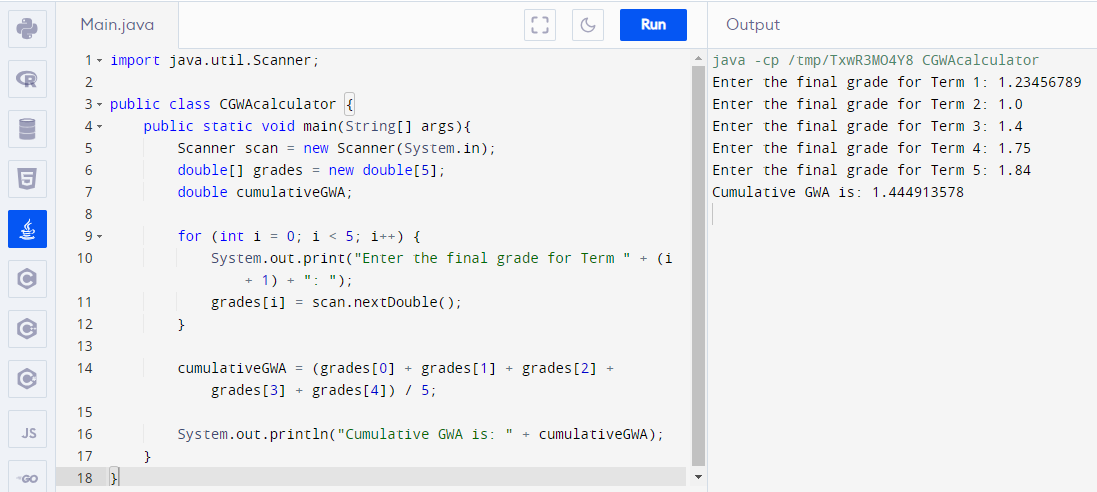 Main.java
Run
Output
1 import java.util.Scanner;
2
3 public class CGWAcalculator {
4 public static void main(String[] args){
5 Scanner scan = new Scanner(System.in);
6 double[] grades = new double[5];
7 double cumulativeGWA;
8
9 for (int i = 0; i < 5; i++) {
10 System.out.print("Enter the final grade for Term " + (i
+ 1) + ": ");
11 grades[i] = scan.nextDouble();
12 }
13
14 cumulativeGWA = (grades[0] + grades[1] + grades[2] +
grades[3] + grades[4]) / 5;
15
16 System.out.println("Cumulative GWA is: " + cumulativeGWA);
17 }
18 }
java -cp /tmp/TxwR3MO4Y8 CGWAcalculator
Enter the final grade for Term 1: 1.23456789
Enter the final grade for Term 2: 1.0
Enter the final grade for Term 3: 1.4
Enter the final grade for Term 4: 1.75
Enter the final grade for Term 5: 1.84
Cumulative GWA is: 1.444913578
R
5
C
C
C
JS
GO